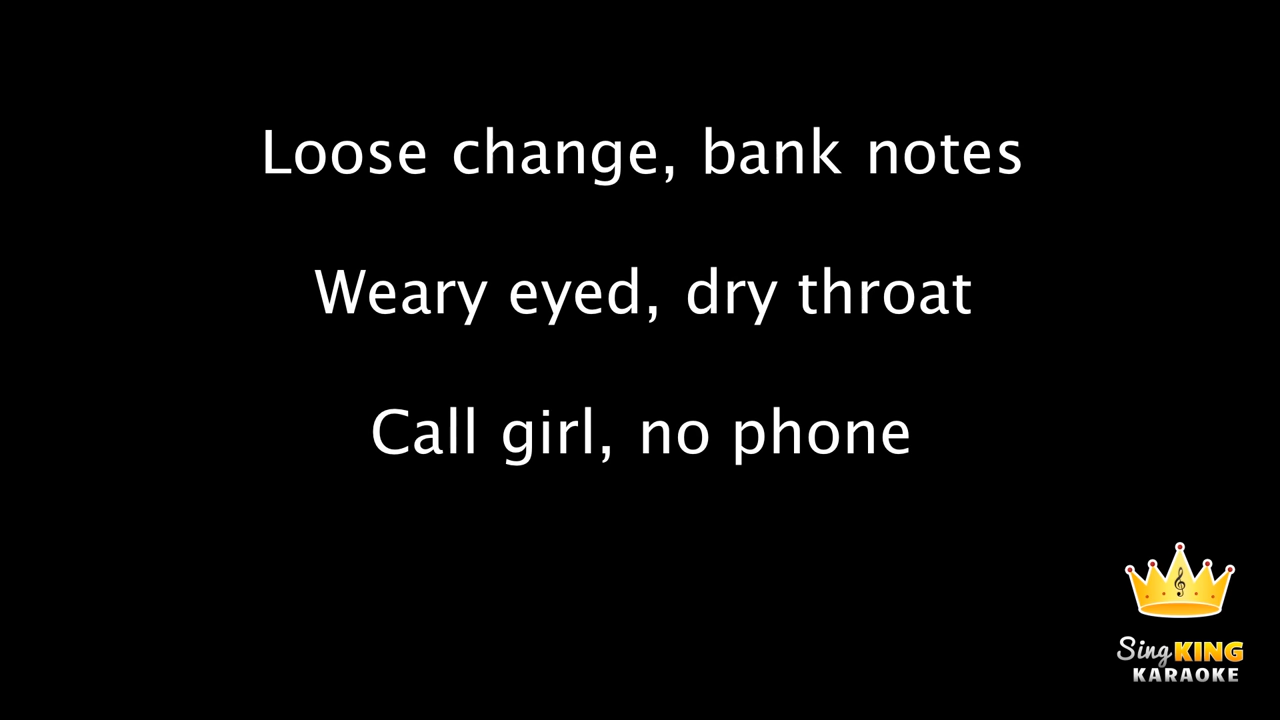 Loose change, bank notes
Weary eyed, dry throat
Call girl, no phone
Sing KING
KARAOKE